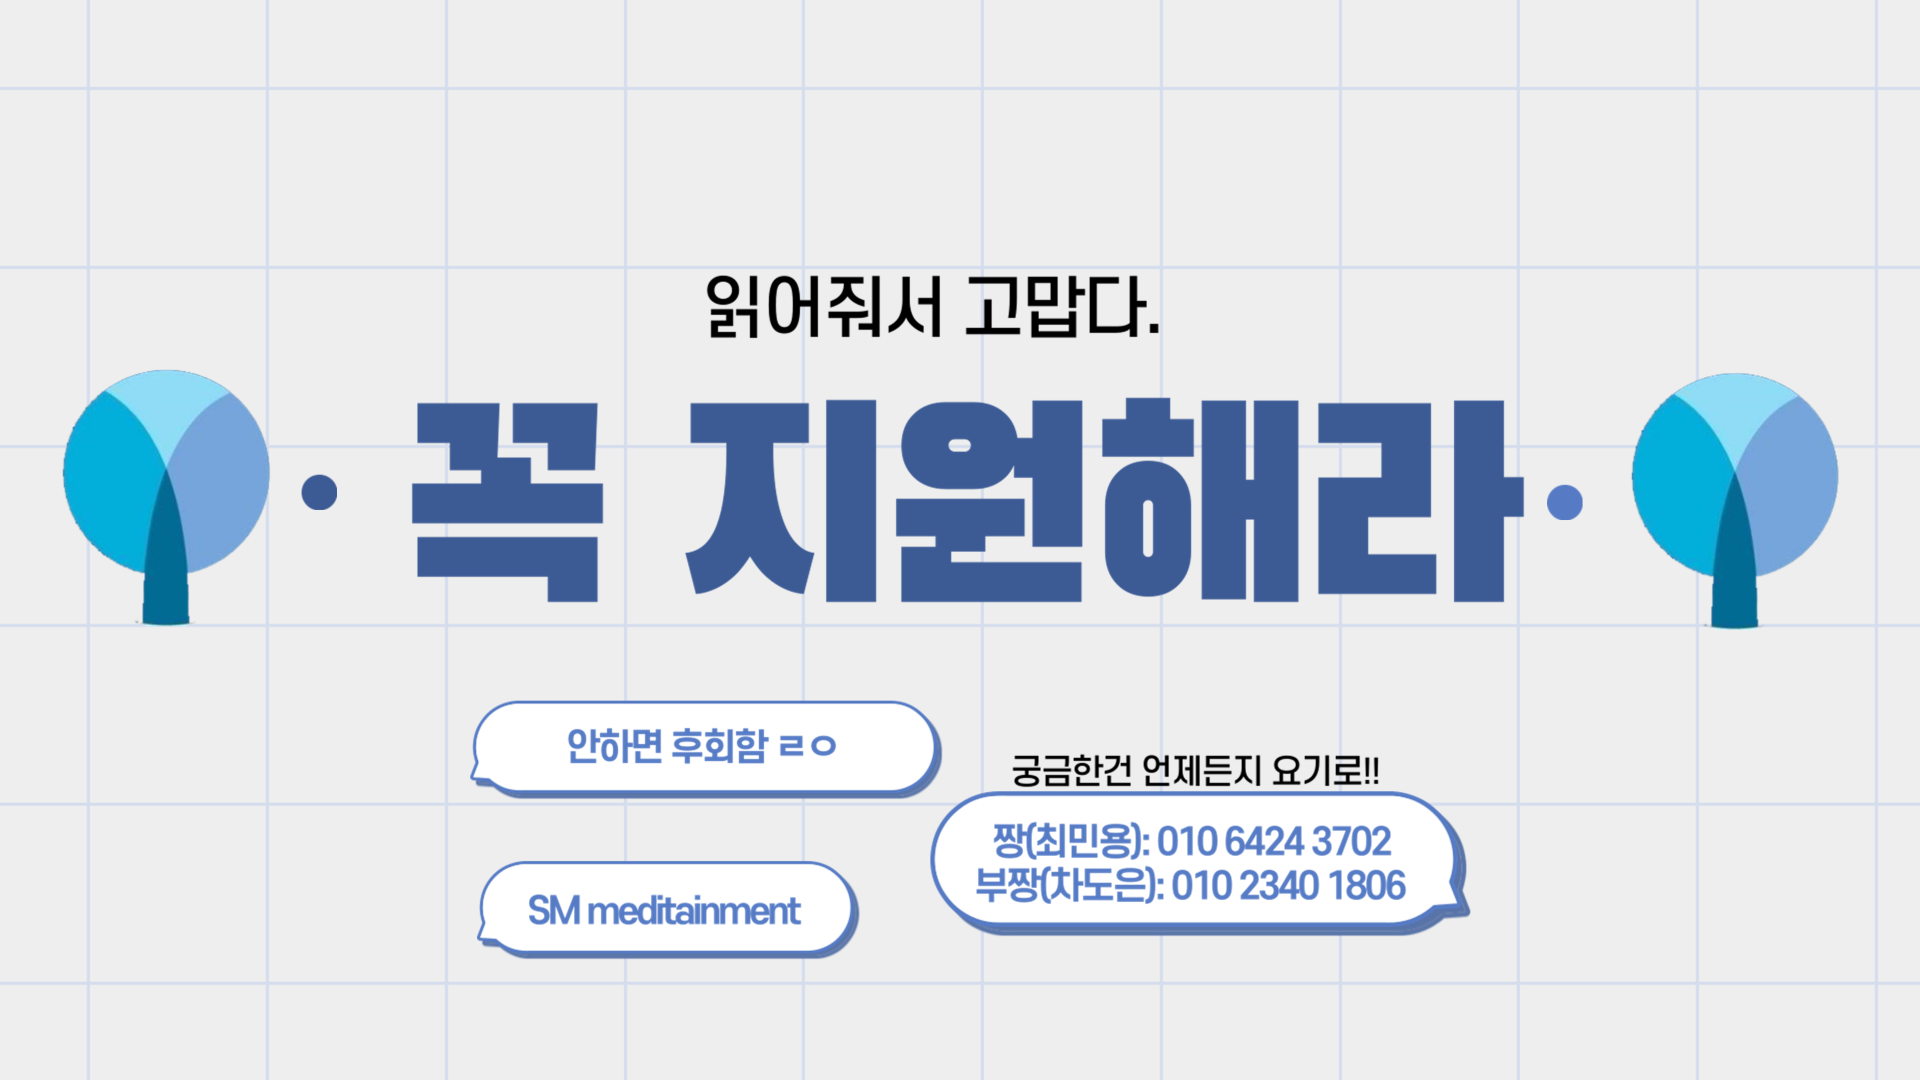 읽어줘서 고맙다.
꼭 지원해라
안하면 후회함 ㄹㅇ
궁금한건 언제든지 요기로!!
짱(최민용): 010 6424 3702
부짱(차도은): 010 2340 1806
SM meditainment